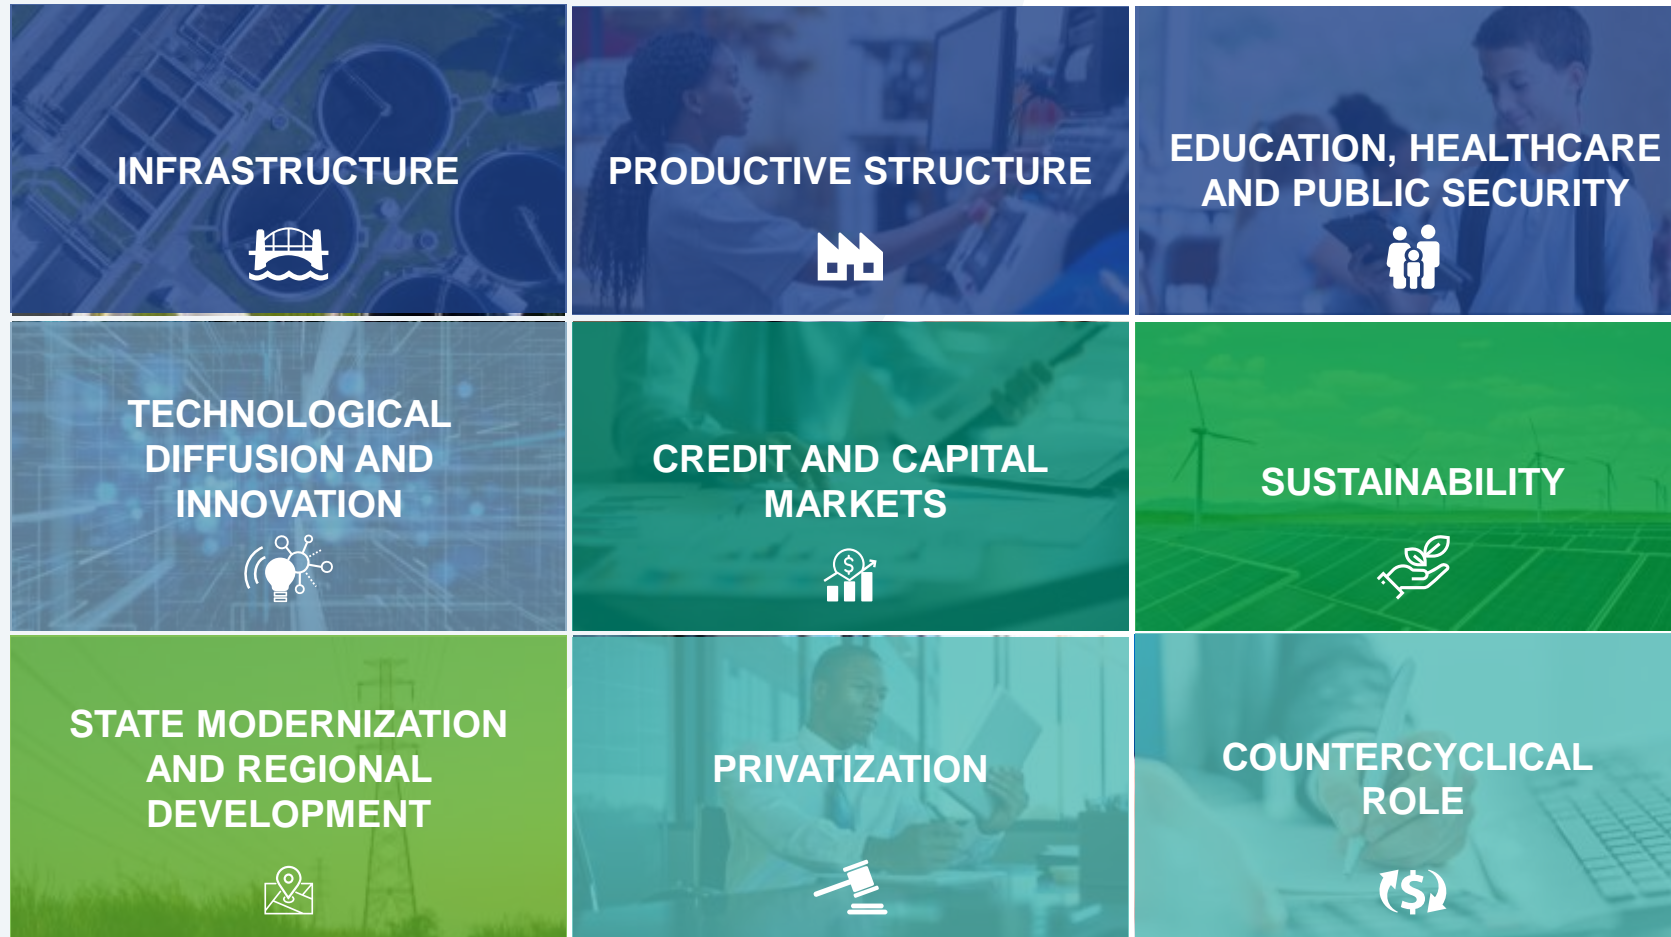 INFRASTRUCTURE
PRODUCTIVE STRUCTURE
EDUCATION, HEALTHCARE
AND PUBLIC SECURITY
TECHNOLOGICAL
DIFFUSION AND
INNOVATION
CREDIT AND CAPITAL
MARKETS
$
SUSTAINABILITY
STATE MODERNIZATION
AND REGIONAL
DEVELOPMENT
PRIVATIZATION
COUNTERCYCLICAL
ROLE
$